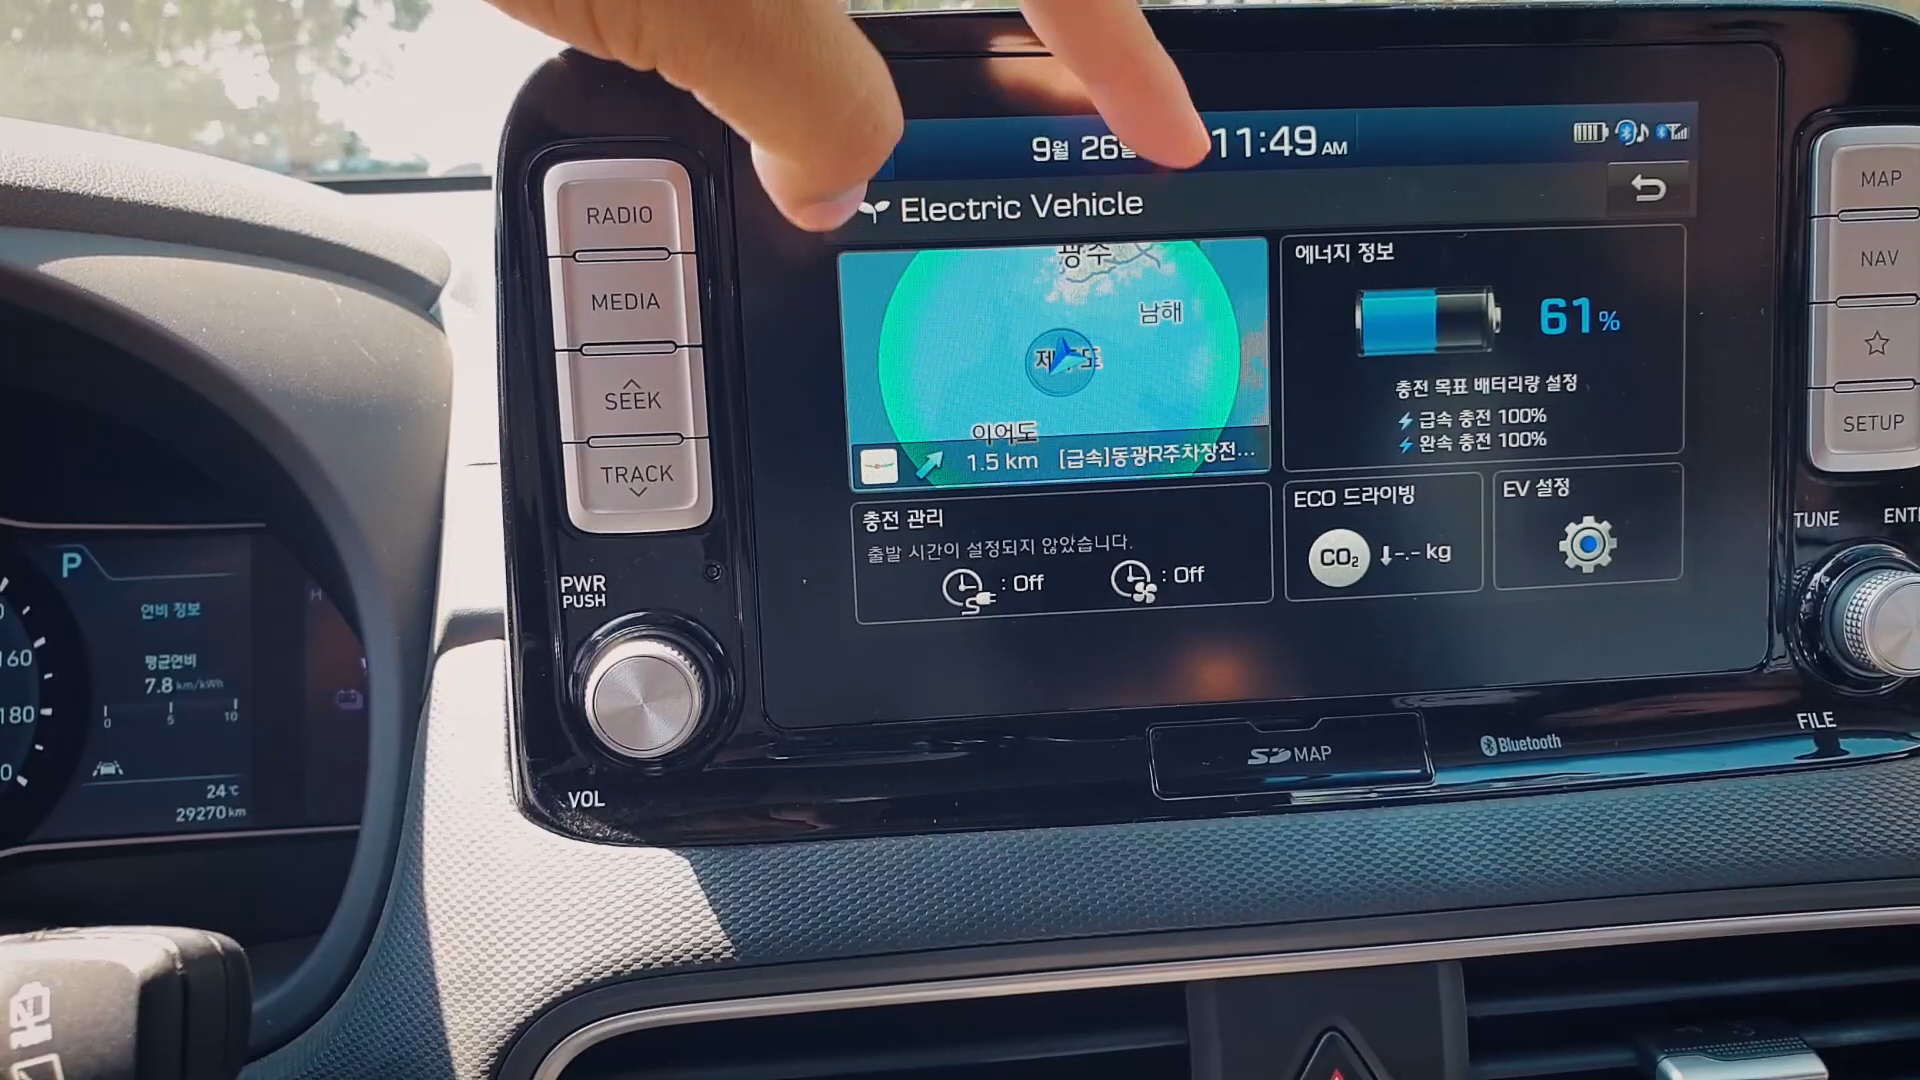 9월 26일 11:49 AM
Electric Vehicle
광주
남해
이어도
1.5 km [급속]동광R주차장전...
에너지 정보
61%
충전 목표 배터리량 설정
급속 충전 100%
완속 충전 100%
충전 관리
출발 시간이 설정되지 않았습니다.
: Off : Off
ECO 드라이빙
CO₂ -.- kg
EV 설정
RADIO
MEDIA
SEEK
TRACK
PWR
PUSH
VOL
MAP
NAV
SETUP
TUNE
FILE
SD MAP
Bluetooth
P
연비 정보
평균연비
7.8 km/kWh
0 5 10
24℃
29270 km
160
180
H